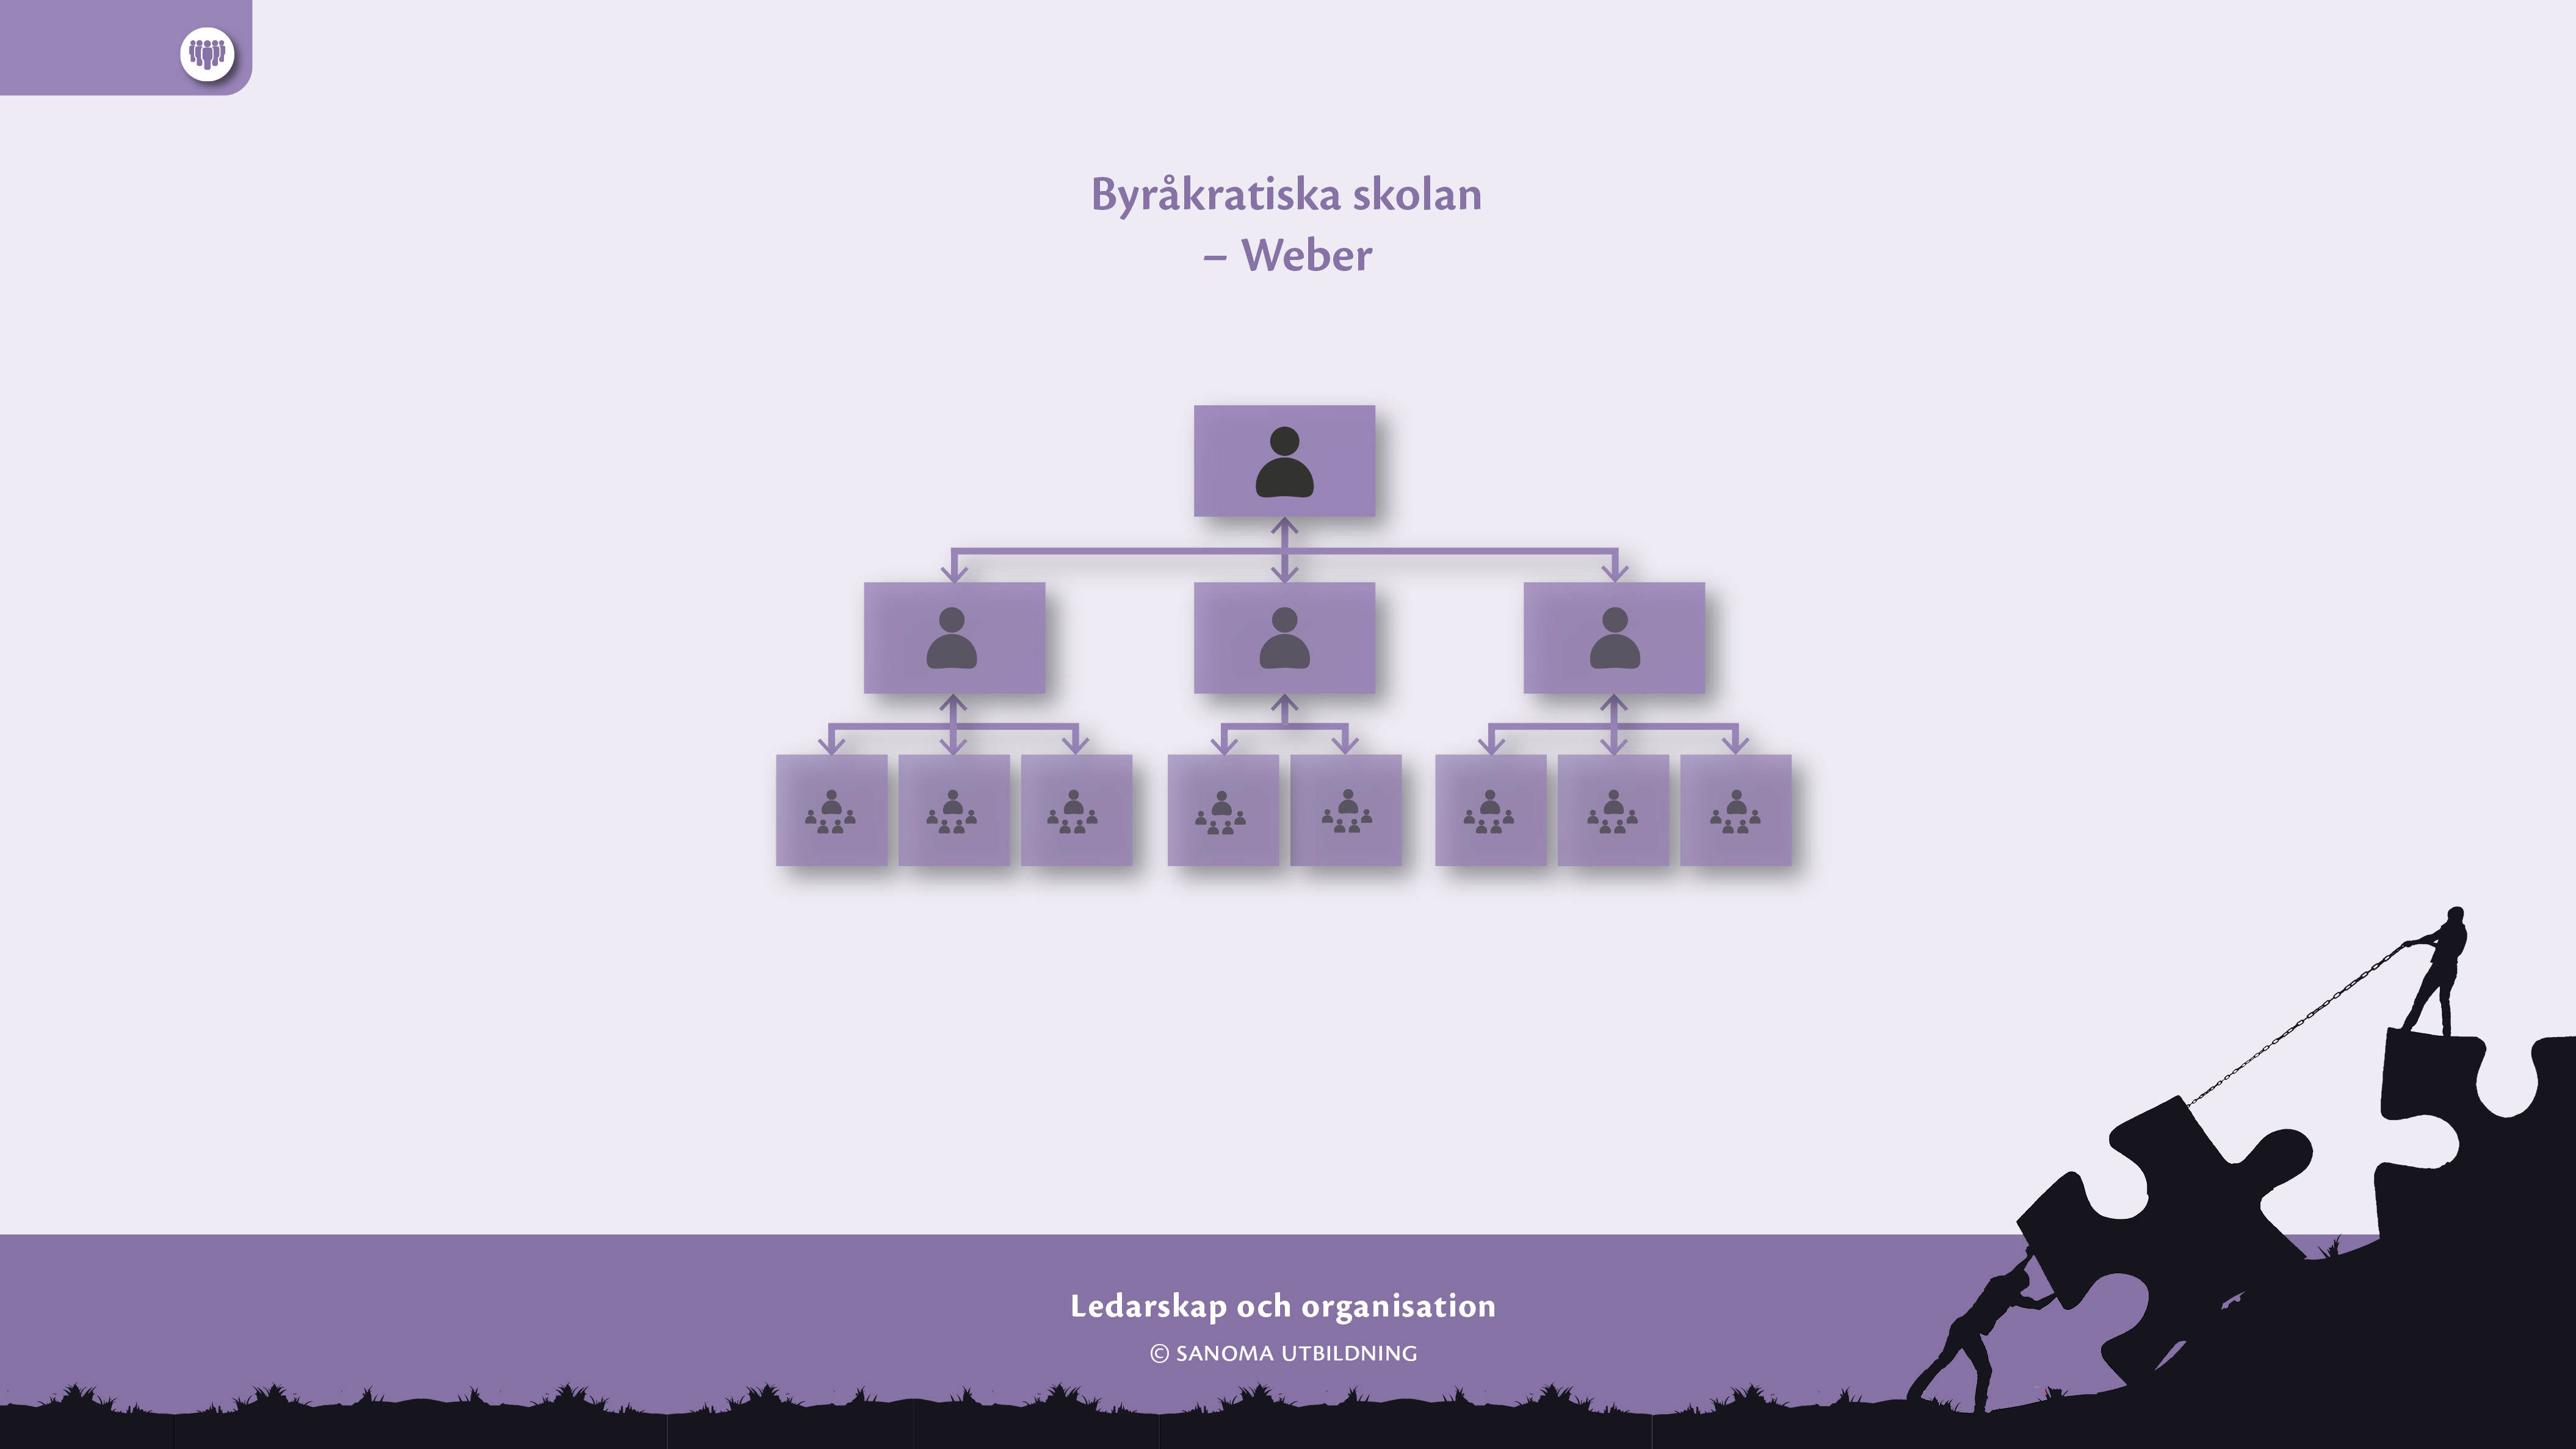 Byråkratiska skolan
– Weber
Ledarskap och organisation
© SANOMA UTBILDNING